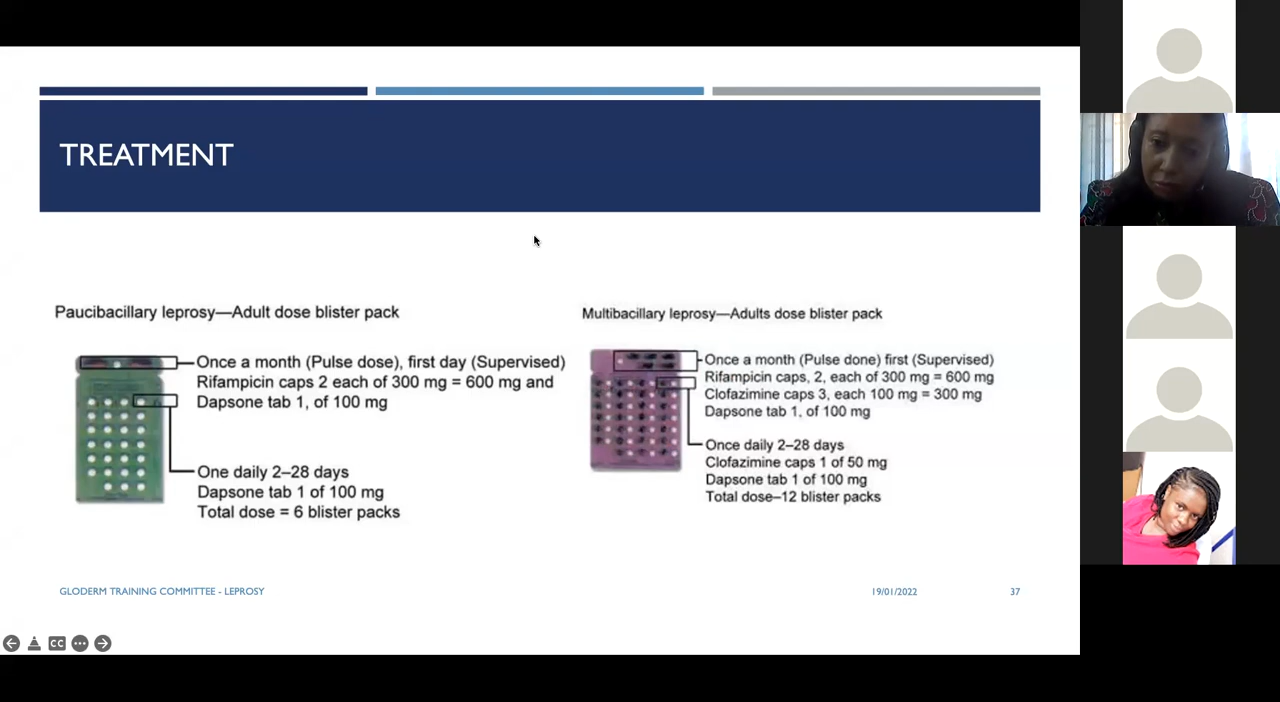 TREATMENT
Paucibacillary leprosy—Adult dose blister pack
Once a month (Pulse dose), first day (Supervised)
Rifampicin caps 2 each of 300 mg = 600 mg and
Dapsone tab 1, of 100 mg
One daily 2–28 days
Dapsone tab 1 of 100 mg
Total dose = 6 blister packs
Multibacillary leprosy—Adults dose blister pack
Once a month (Pulse done) first (Supervised)
Rifampicin caps, 2, each of 300 mg = 600 mg
Clofazimine caps 3, each 100 mg = 300 mg
Dapsone tab 1, of 100 mg
Once daily 2–28 days
Clofazimine caps 1 of 50 mg
Dapsone tab 1 of 100 mg
Total dose–12 blister packs
GLODERM TRAINING COMMITTEE - LEPROSY
19/01/2022
37
CC